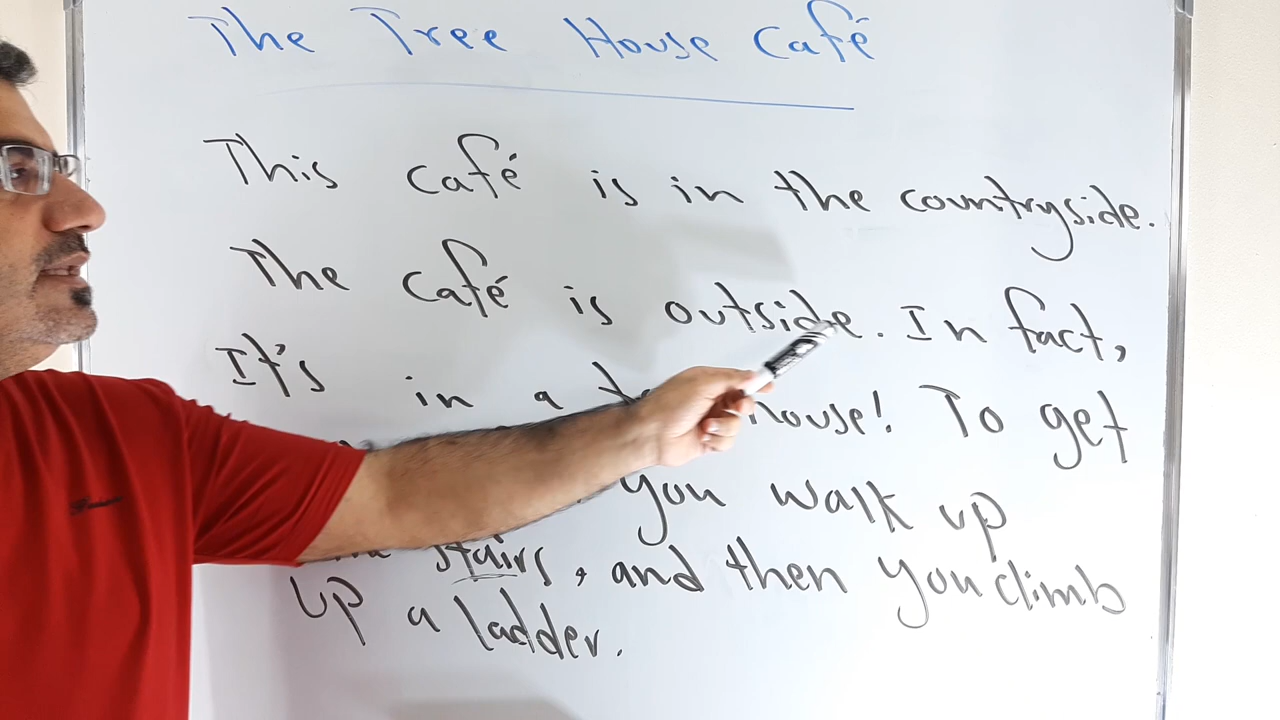 The Tree House Café
This café is in the countryside.
The café is outside. In fact,
It's in a house! To get
you walk up
stairs, and then you climb
up a ladder.